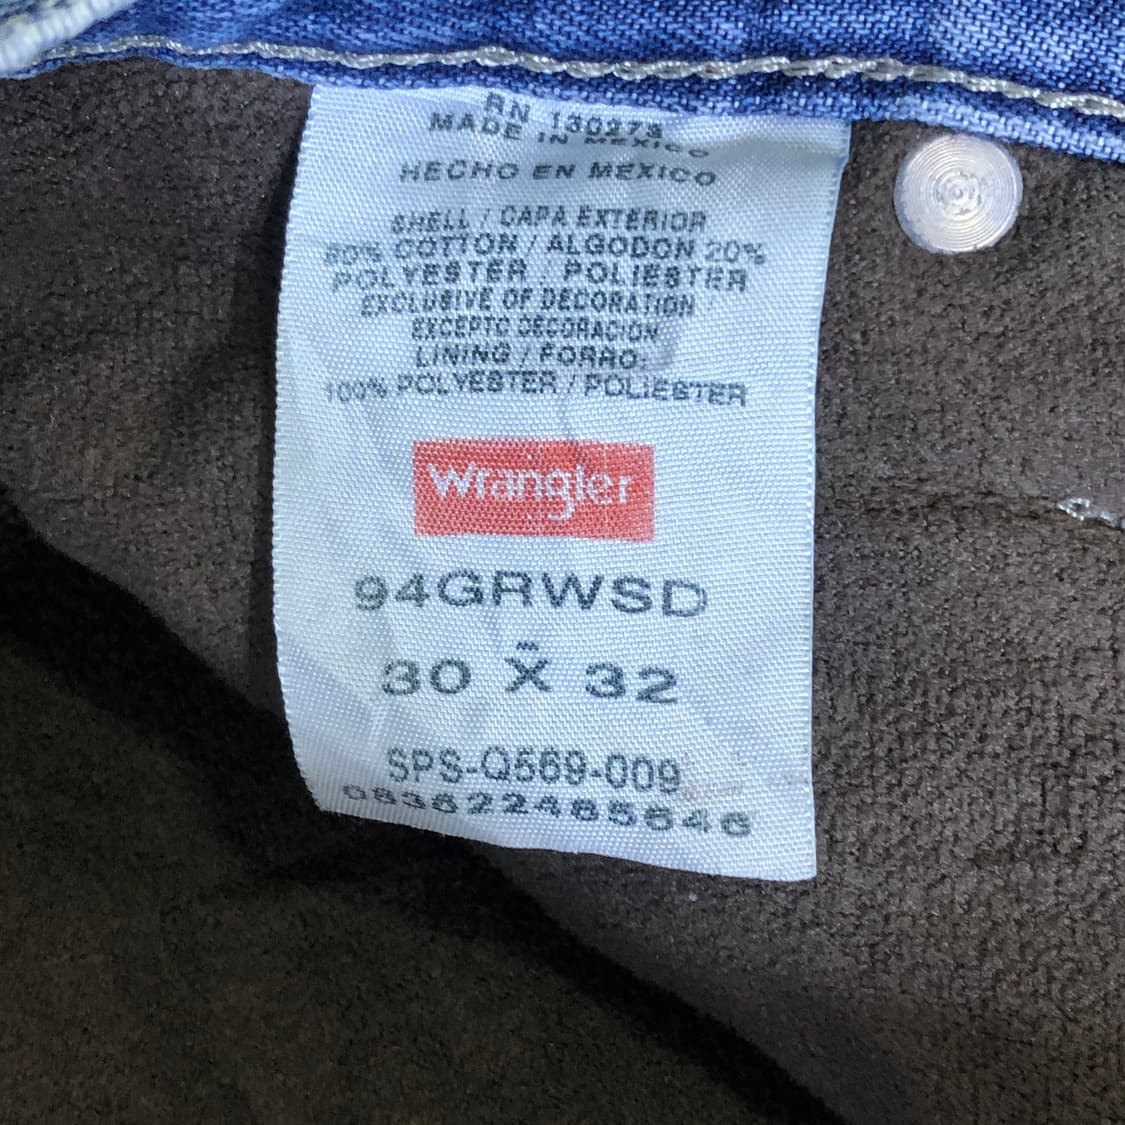 RN 130273
MADE IN MEXICO
HECHO EN MEXICO
SHELL / CAPA EXTERIOR
80% COTTON / ALGODON 20%
POLYESTER / POLIESTER
EXCLUSIVE OF DECORATION
EXCEPTO DECORACION
LINING / FORRO:
100% POLYESTER / POLIESTER
Wrangler
94GRWSD
30 X 32
SPS-Q569-009